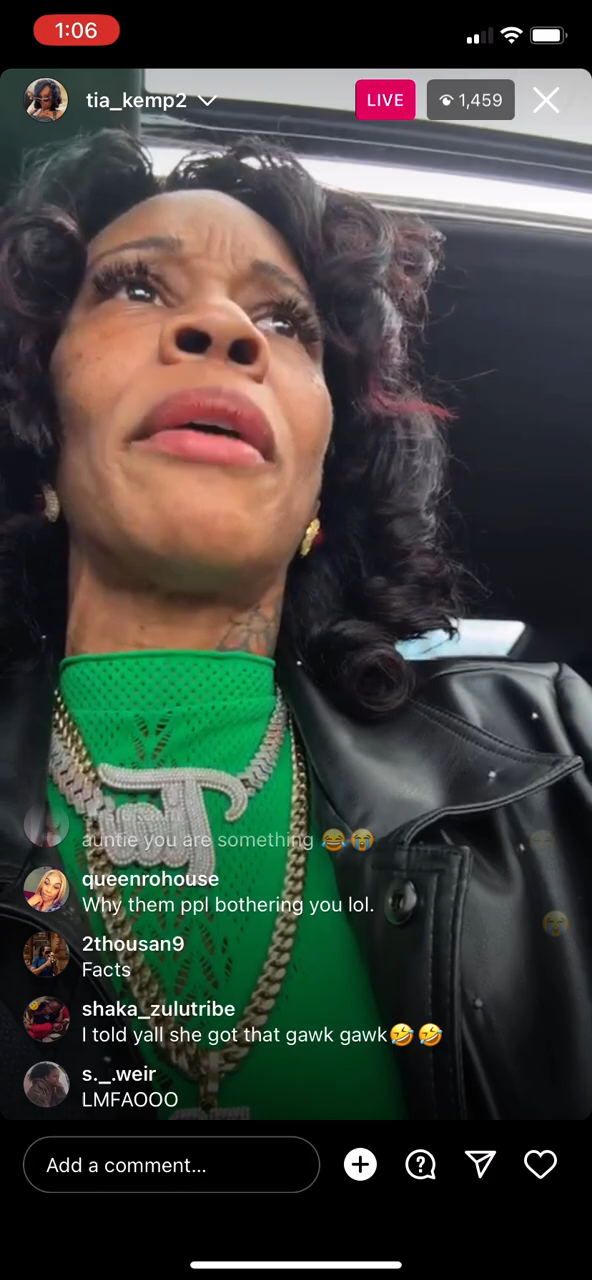 1:06
tia_kemp2
LIVE
1,459
auntie you are something 😂😭
queenrohouse
Why them ppl bothering you lol.
2thousan9
Facts
shaka_zulutribe
I told yall she got that gawk gawk🤣🤣
s._.weir
LMFAOOO
Add a comment...